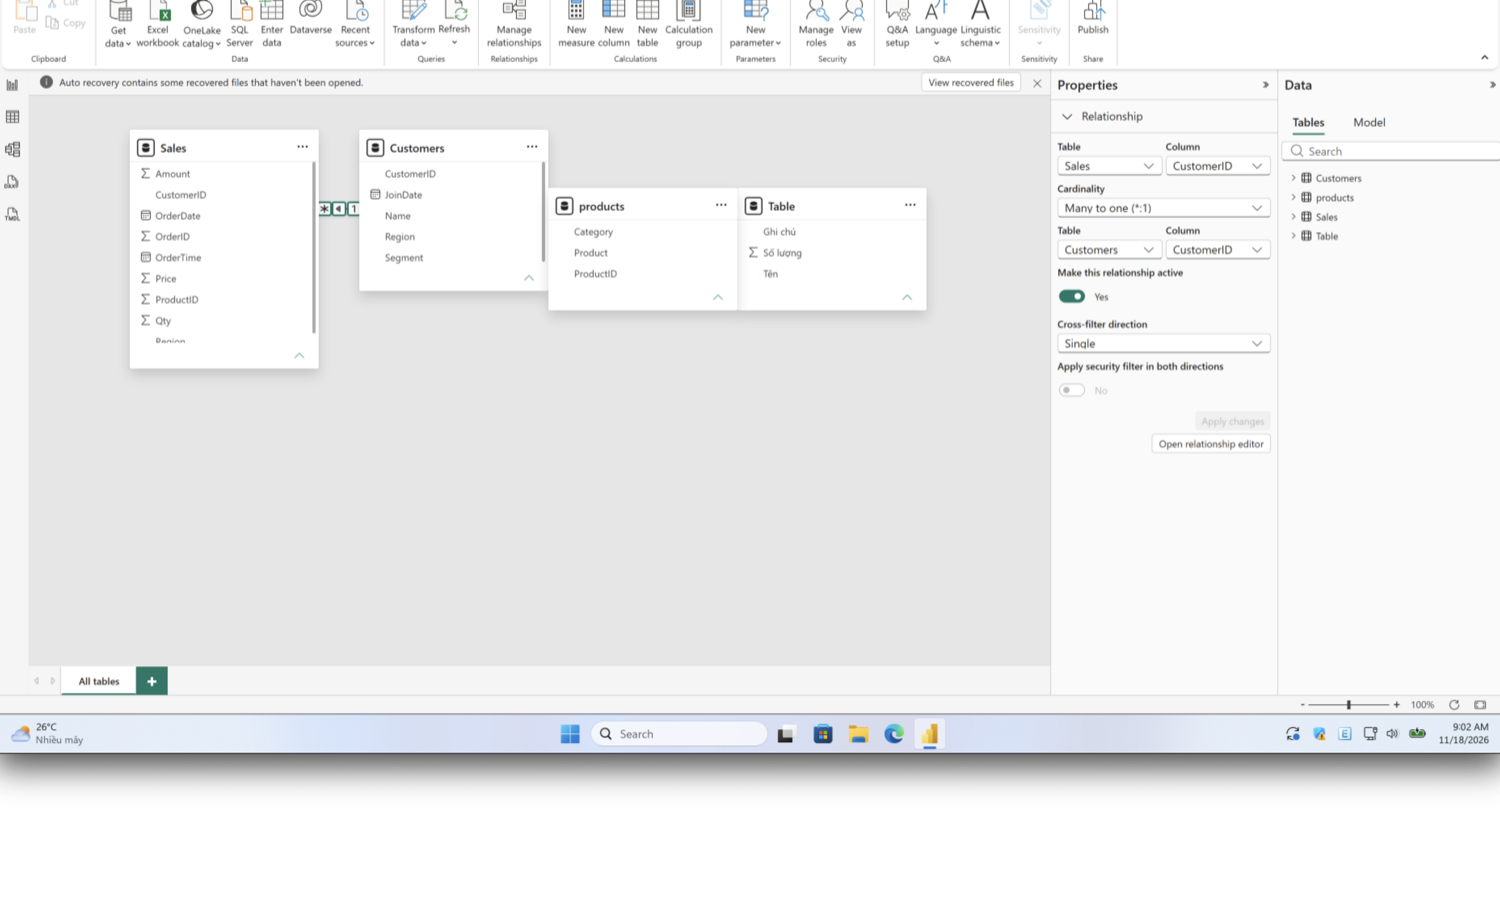 Paste
Cut
Copy
Clipboard
Get data
Excel workbook
OneLake catalog
SQL Server
Enter data
Dataverse
Recent sources
Data
Transform data
Refresh
Queries
Manage relationships
Relationships
New measure
New column
New table
Calculation group
Calculations
New parameter
Parameters
Manage roles
View as
Security
Q&A setup
Language
Linguistic schema
Q&A
Sensitivity
Sensitivity
Publish
Share
Auto recovery contains some recovered files that haven't been opened.
View recovered files
Sales
Amount
CustomerID
OrderDate
OrderID
OrderTime
Price
ProductID
Qty
Region
* 1
Customers
CustomerID
JoinDate
Name
Region
Segment
products
Category
Product
ProductID
Table
Ghi chú
Số lượng
Tên
Properties
Relationship
Table Column
Sales CustomerID
Cardinality
Many to one (*:1)
Table Column
Customers CustomerID
Make this relationship active
Yes
Cross-filter direction
Single
Apply security filter in both directions
No
Apply changes
Open relationship editor
Data
Tables Model
Search
Customers
products
Sales
Table
All tables
+
- + 100%
26°C
Nhiều mây
Search
9:02 AM
11/18/2026